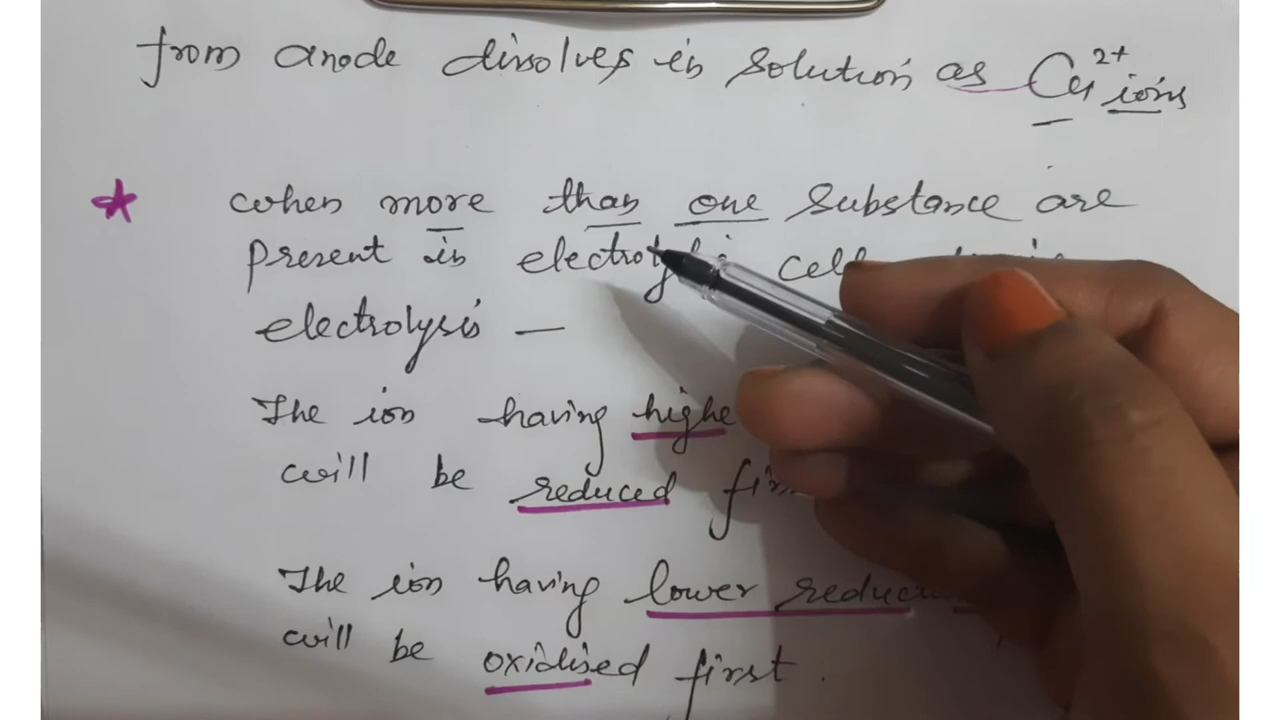 from anode dissolves in solution as Cu²⁺ ions
when more than one substance are
present in cell
electrolysis —
The ion having
will be reduced
The ion having lower
will be oxidised first.